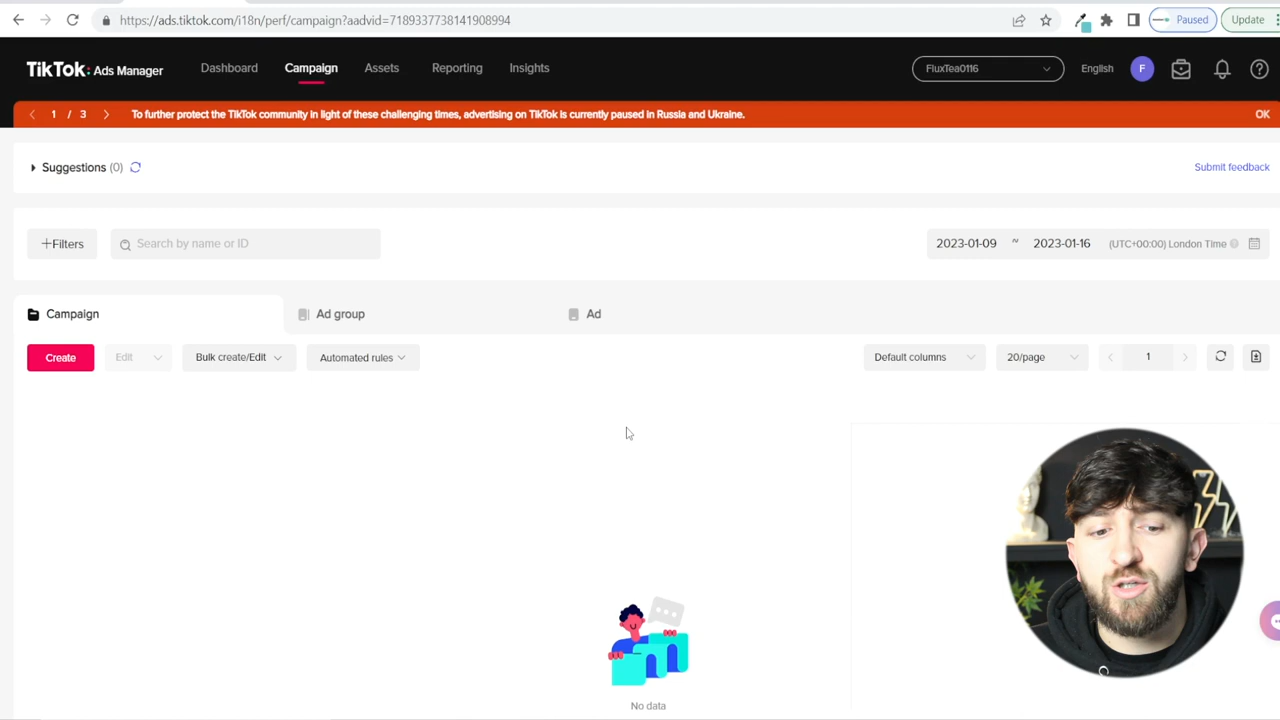 https://ads.tiktok.com/i18n/perf/campaign?aadvid=7189337738141908994
Paused
Update
TikTok: Ads Manager
Dashboard
Campaign
Assets
Reporting
Insights
FluxTea0116
English
F
?
1 / 3
To further protect the TikTok community in light of these challenging times, advertising on TikTok is currently paused in Russia and Ukraine.
OK
Suggestions (0)
Submit feedback
+Filters
Search by name or ID
2023-01-09 ~ 2023-01-16 (UTC+00:00) London Time
Campaign
Ad group
Ad
Create
Edit
Bulk create/Edit
Automated rules
Default columns
20/page
1
No data